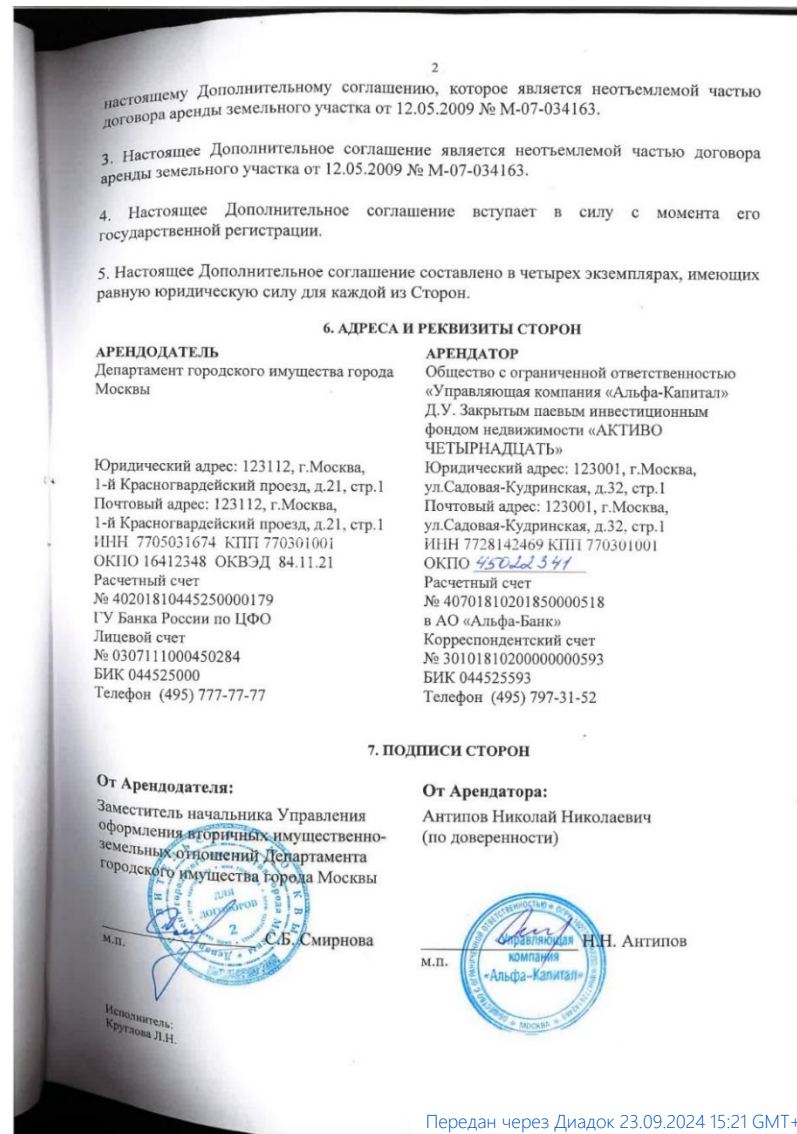 2
настоящему Дополнительному соглашению, которое является неотъемлемой частью
договора аренды земельного участка от 12.05.2009 № М-07-034163.
3. Настоящее Дополнительное соглашение является неотъемлемой частью договора
аренды земельного участка от 12.05.2009 № М-07-034163.
4. Настоящее Дополнительное соглашение вступает в силу с момента его
государственной регистрации.
5. Настоящее Дополнительное соглашение составлено в четырех экземплярах, имеющих
равную юридическую силу для каждой из Сторон.
6. АДРЕСА И РЕКВИЗИТЫ СТОРОН
АРЕНДОДАТЕЛЬ
Департамент городского имущества города
Москвы
Юридический адрес: 123112, г.Москва,
1-й Красногвардейский проезд, д.21, стр.1
Почтовый адрес: 123112, г.Москва,
1-й Красногвардейский проезд, д.21, стр.1
ИНН 7705031674 КПП 770301001
ОКПО 16412348 ОКВЭД 84.11.21
Расчетный счет
№ 40201810445250000179
ГУ Банка России по ЦФО
Лицевой счет
№ 0307111000450284
БИК 044525000
Телефон (495) 777-77-77
АРЕНДАТОР
Общество с ограниченной ответственностью
«Управляющая компания «Альфа-Капитал»
Д.У. Закрытым паевым инвестиционным
фондом недвижимости «АКТИВО
ЧЕТЫРНАДЦАТЬ»
Юридический адрес: 123001, г.Москва,
ул.Садовая-Кудринская, д.32, стр.1
Почтовый адрес: 123001, г.Москва,
ул.Садовая-Кудринская, д.32, стр.1
ИНН 7728142469 КПП 770301001
ОКПО 45022341
Расчетный счет
№ 40701810201850000518
в АО «Альфа-Банк»
Корреспондентский счет
№ 30101810200000000593
БИК 044525593
Телефон (495) 797-31-52
7. ПОДПИСИ СТОРОН
От Арендодателя:
Заместитель начальника Управления
оформления вторичных имущественно-
земельных отношений Департамента
городского имущества города Москвы
ДЛЯ
ДОГОВОРОВ
2
м.п. С.Б. Смирнова
Исполнитель:
Круглова Л.Н.
От Арендатора:
Антипов Николай Николаевич
(по доверенности)
Н.Н. Антипов
м.п.
Управляющая
компания
«Альфа-Капитал»
МОСКВА
Передан через Диадок 23.09.2024 15:21 GMT+